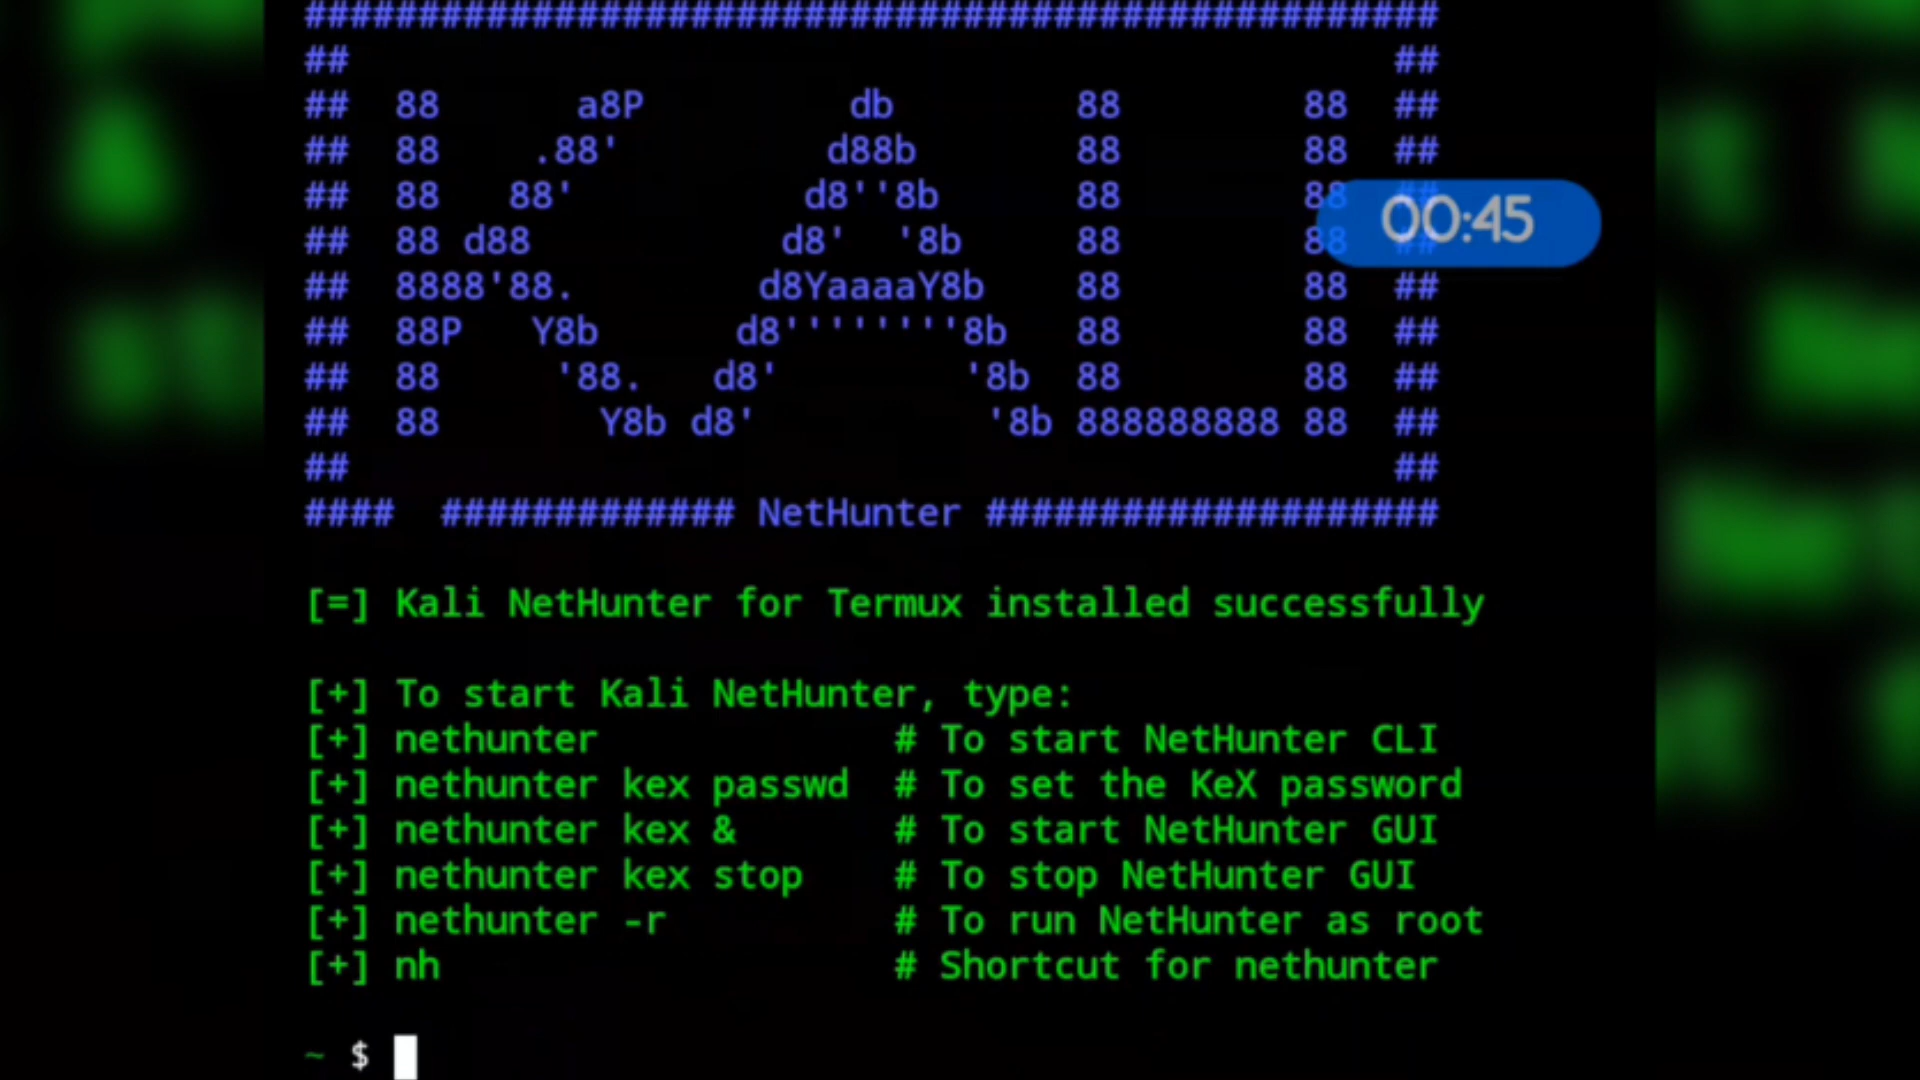 ##################################################
##                                              ##
##  88      a8P         db       88        88  ##
##  88    .88'         d88b      88        88  ##
##  88   88'          d8''8b     88        88  ##
##  88 d88           d8'  '8b    88        88  ##
##  8888'88.        d8YaaaaY8b   88        88  ##
##  88P   Y8b      d8''''''''8b  88        88  ##
##  88     '88.   d8'        '8b 88        88  ##
##  88       Y8b d8'          '8b 888888888 88  ##
##                                              ##
####  ############# NetHunter ####################
00:45
[=] Kali NetHunter for Termux installed successfully
[+] To start Kali NetHunter, type:
[+] nethunter             # To start NetHunter CLI
[+] nethunter kex passwd  # To set the KeX password
[+] nethunter kex &       # To start NetHunter GUI
[+] nethunter kex stop    # To stop NetHunter GUI
[+] nethunter -r          # To run NetHunter as root
[+] nh                    # Shortcut for nethunter
~ $